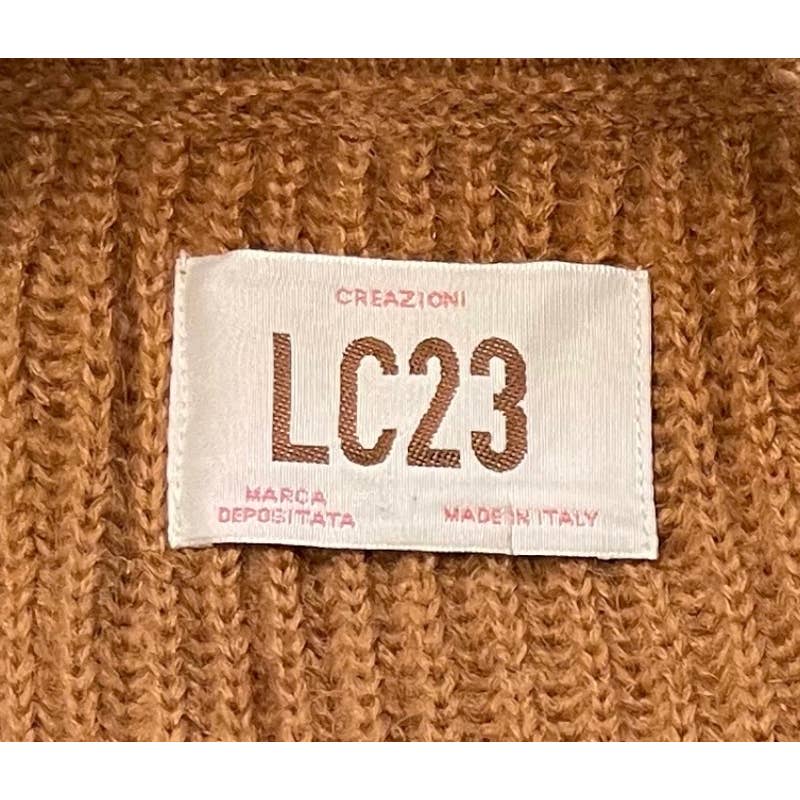 CREAZIONI
LC23
MARCA
DEPOSITATA
MADE IN ITALY